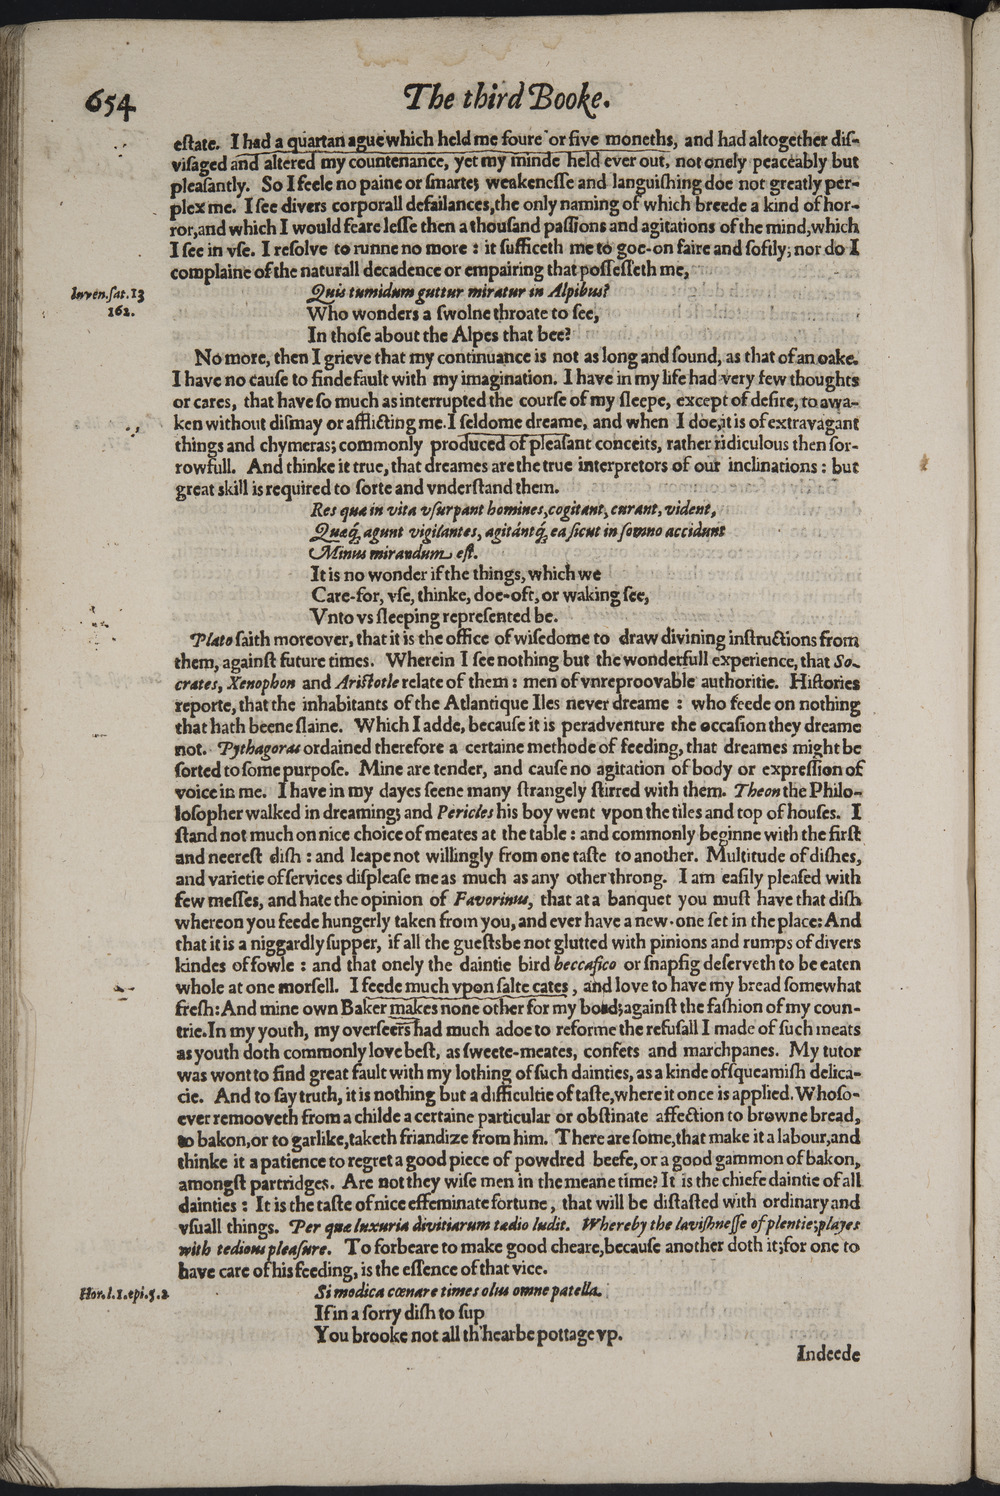 654 The third Booke.
eſtate. I had a quartan ague which held me foure or five moneths, and had altogether diſ-
viſaged and altered my countenance, yet my minde held ever out, not onely peaceably but
pleaſantly. So I feele no paine or ſmarte; weakeneſſe and languiſhing doe not greatly per-
plex me. I ſee divers corporall defailances, the only naming of which breede a kind of hor-
ror, and which I would feare leſſe then a thouſand paſſions and agitations of the mind, which
I ſee in vſe. I reſolve to runne no more: it ſufficeth me to goe-on faire and ſoftly; nor do I
complaine of the naturall decadence or empairing that poſſeſſeth me,
Iuven. ſat. 13
162.
Quis tumidum guttur miratur in Alpibus?
Who wonders a ſwolne throate to ſee,
In thoſe about the Alpes that bee?
No more, then I grieve that my continuance is not as long and ſound, as that of an oake.
I have no cauſe to finde fault with my imagination. I have in my life had very few thoughts
or cares, that have ſo much as interrupted the courſe of my ſleepe, except of deſire, to awa-
ken without diſmay or afflicting me. I ſeldome dreame, and when I doe, it is of extravagant
things and chymeras; commonly produced of pleaſant conceits, rather ridiculous then ſor-
rowfull. And thinke it true, that dreames are the true interpretors of our inclinations: but
great skill is required to ſorte and vnderſtand them.
Res qua in vita vſurpant homines, cogitant, curant, vident,
Quæq́, agunt vigilantes, agitántq́, ea ſicut in ſomno accidunt
Minus mirandum eſt.
It is no wonder if the things, which we
Care-for, vſe, thinke, doe-oft, or waking ſee,
Vnto vs ſleeping repreſented be.
Plato ſaith moreover, that it is the office of wiſedome to draw divining inſtructions from
them, againſt future times. Wherein I ſee nothing but the wonderfull experience, that So-
crates, Xenophon and Ariſtotle relate of them: men of vnreproovable authoritie. Hiſtories
reporte, that the inhabitants of the Atlantique Iles never dreame: who feede on nothing
that hath beene ſlaine. Which I adde, becauſe it is peradventure the occaſion they dreame
not. Pythagoras ordained therefore a certaine methode of feeding, that dreames might be
ſorted to ſome purpoſe. Mine are tender, and cauſe no agitation of body or expreſſion of
voice in me. I have in my dayes ſeene many ſtrangely ſtirred with them. Theon the Philo-
loſopher walked in dreaming; and Pericles his boy went vpon the tiles and top of houſes. I
ſtand not much on nice choice of meates at the table: and commonly beginne with the firſt
and neereſt diſh: and leape not willingly from one taſte to another. Multitude of diſhes,
and varietie of ſervices diſpleaſe me as much as any other throng. I am eaſily pleaſed with
few meſſes, and hate the opinion of Favorinus, that at a banquet you muſt have that diſh
whereon you feede hungerly taken from you, and ever have a new-one ſet in the place: And
that it is a niggardly ſupper, if all the gueſts be not glutted with pinions and rumps of divers
kindes of fowle: and that onely the daintie bird beccafico or ſnapfig deſerveth to be eaten
whole at one morſell. I feede much vpon ſalte cates, and love to have my bread ſomewhat
freſh: And mine own Baker makes none other for my bord; againſt the faſhion of my coun-
trie. In my youth, my overſeers had much adoe to reforme the refuſall I made of ſuch meats
as youth doth commonly love beſt, as ſweete-meates, confets and marchpanes. My tutor
was wont to find great fault with my lothing of ſuch dainties, as a kinde of ſqueamiſh delica-
cie. And to ſay truth, it is nothing but a difficultie of taſte, where it once is applied. Whoſo-
ever remooveth from a childe a certaine particular or obſtinate affection to browne bread,
to bakon, or to garlike, taketh friandize from him. There are ſome, that make it a labour, and
thinke it a patience to regret a good piece of powdred beefe, or a good gammon of bakon,
amongſt partridges. Are not they wiſe men in the meane time? It is the chiefe daintie of all
dainties: It is the taſte of nice effeminate fortune, that will be diſtaſted with ordinary and
vſuall things. Per quæ luxuria divitiarum tædio ludit. Whereby the laviſhneſſe of plentie, playes
with tedious pleaſure. To forbeare to make good cheare, becauſe another doth it; for one to
have care of his feeding, is the eſſence of that vice.
Hor. l. 1. epi. 5. 2
Si modica cœnare times olus omne patella.
If in a ſorry diſh to ſup
You brooke not all th'hearbe pottage vp.
Indeede